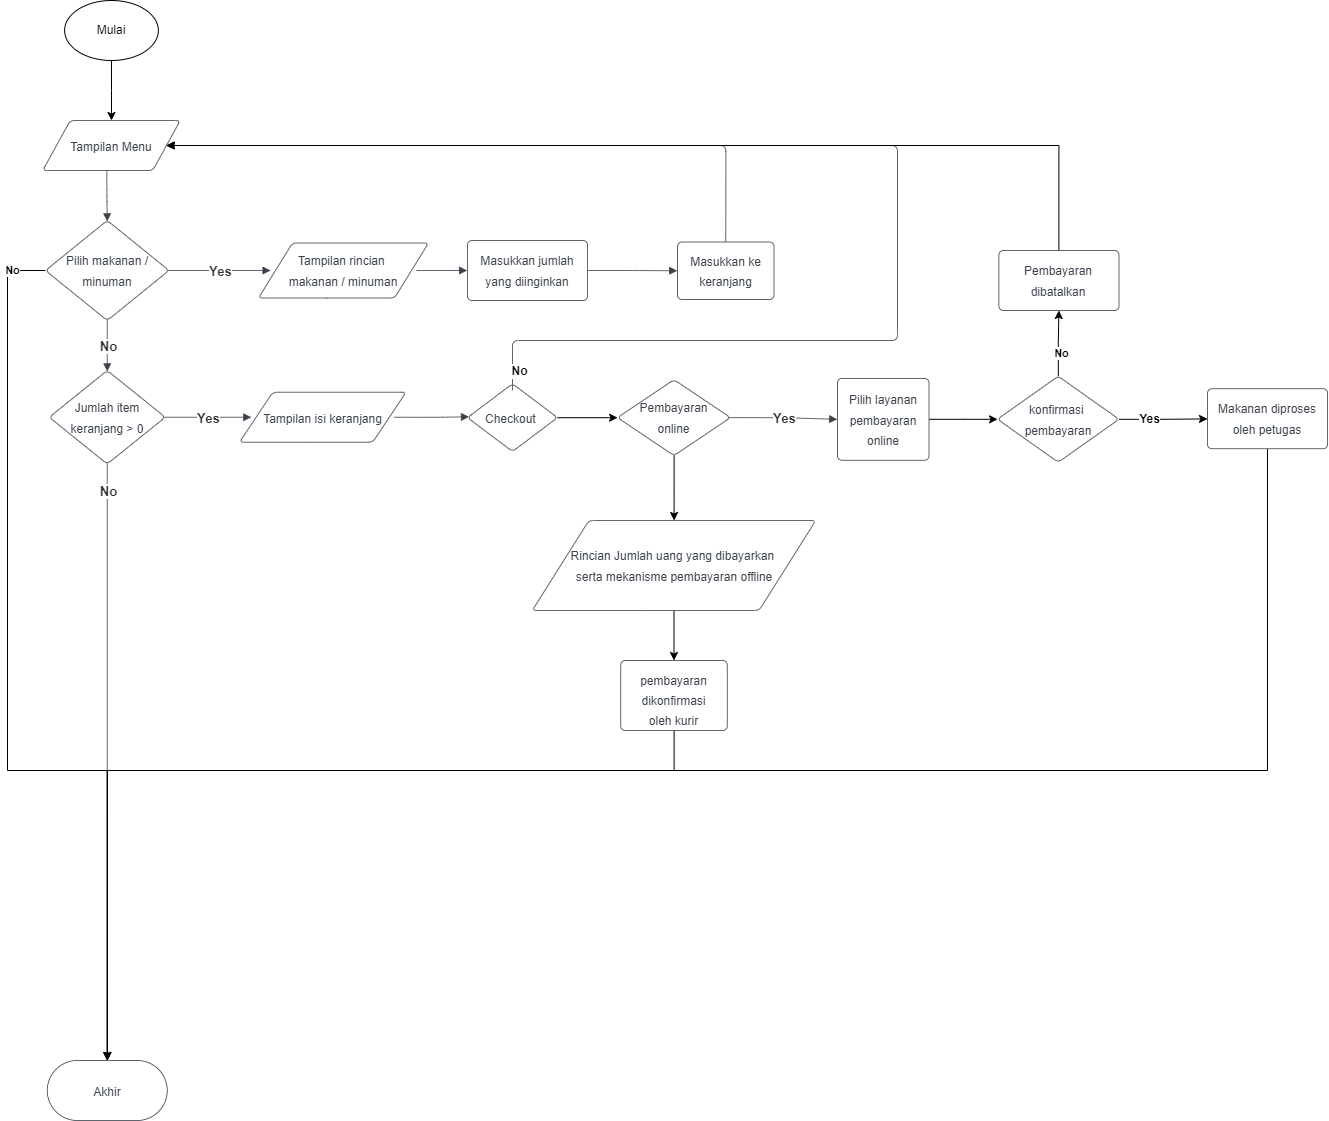 Mulai
Tampilan Menu
Pilih makanan /
minuman
No
Yes
Tampilan rincian
makanan / minuman
Masukkan jumlah
yang diinginkan
Masukkan ke
keranjang
Pembayaran
dibatalkan
No
No
No
Jumlah item
keranjang > 0
Yes
Tampilan isi keranjang
Checkout
Pembayaran
online
Yes
Pilih layanan
pembayaran
online
konfirmasi
pembayaran
Yes
Makanan diproses
oleh petugas
No
Rincian Jumlah uang yang dibayarkan
serta mekanisme pembayaran offline
pembayaran
dikonfirmasi
oleh kurir
Akhir